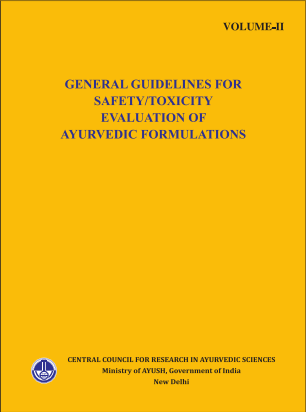 VOLUME-II
GENERAL GUIDELINES FOR
SAFETY/TOXICITY
EVALUATION OF
AYURVEDIC FORMULATIONS
CENTRAL COUNCIL FOR RESEARCH IN AYURVEDIC SCIENCES
Ministry of AYUSH, Government of India
New Delhi